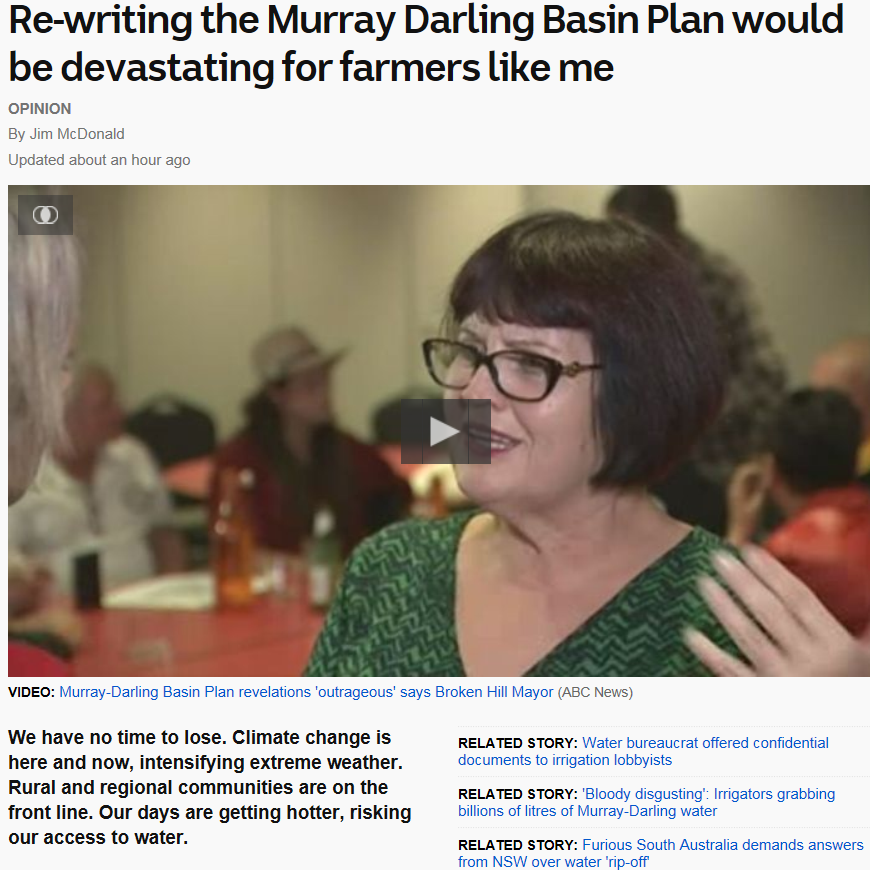 Re-writing the Murray Darling Basin Plan would
be devastating for farmers like me
OPINION
By Jim McDonald
Updated about an hour ago
VIDEO: Murray-Darling Basin Plan revelations 'outrageous' says Broken Hill Mayor (ABC News)
We have no time to lose. Climate change is
here and now, intensifying extreme weather.
Rural and regional communities are on the
front line. Our days are getting hotter, risking
our access to water.
RELATED STORY: Water bureaucrat offered confidential
documents to irrigation lobbyists
RELATED STORY: 'Bloody disgusting': Irrigators grabbing
billions of litres of Murray-Darling water
RELATED STORY: Furious South Australia demands answers
from NSW over water 'rip-off'